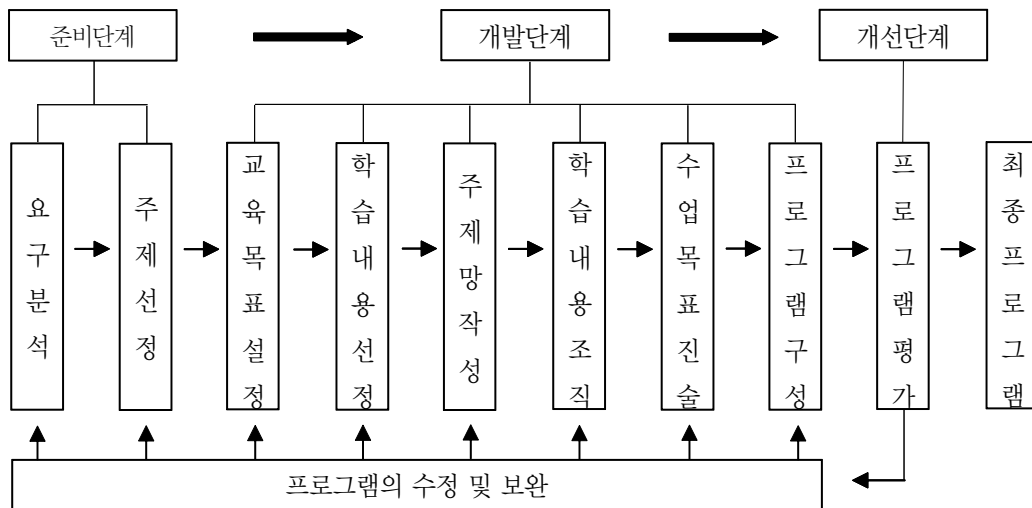 준비단계
개발단계
개선단계
요구분석
주제선정
교육목표설정
학습내용선정
주제망작성
학습내용조직
수업목표진술
프로그램구성
프로그램평가
최종프로그램
프로그램의 수정 및 보완